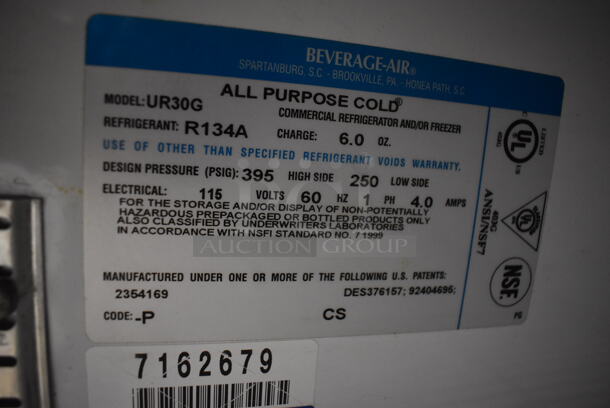 BEVERAGE-AIR®
SPARTANBURG, S.C. - BROOKVILLE, PA. - HONEA PATH, S.C.
ALL PURPOSE COLD®
MODEL: UR30G
COMMERCIAL REFRIGERATOR AND/OR FREEZER
REFRIGERANT: R134A CHARGE: 6.0 OZ.
USE OF OTHER THAN SPECIFIED REFRIGERANT VOIDS WARRANTY.
DESIGN PRESSURE (PSIG): 395 HIGH SIDE 250 LOW SIDE
ELECTRICAL: 115 VOLTS 60 HZ 1 PH 4.0 AMPS
FOR THE STORAGE AND/OR DISPLAY OF NON-POTENTIALLY
HAZARDOUS PREPACKAGED OR BOTTLED PRODUCTS ONLY
ALSO CLASSIFIED BY UNDERWRITERS LABORATORIES
IN ACCORDANCE WITH NSFI STANDARD NO. 7 1999
AUCTION GROUP
MANUFACTURED UNDER ONE OR MORE OF THE FOLLOWING U.S. PATENTS:
2354169 DES376157; 92404695;
CODE: -P CS
LISTED
UL
ANSI/NSF7
NSF.
7162679